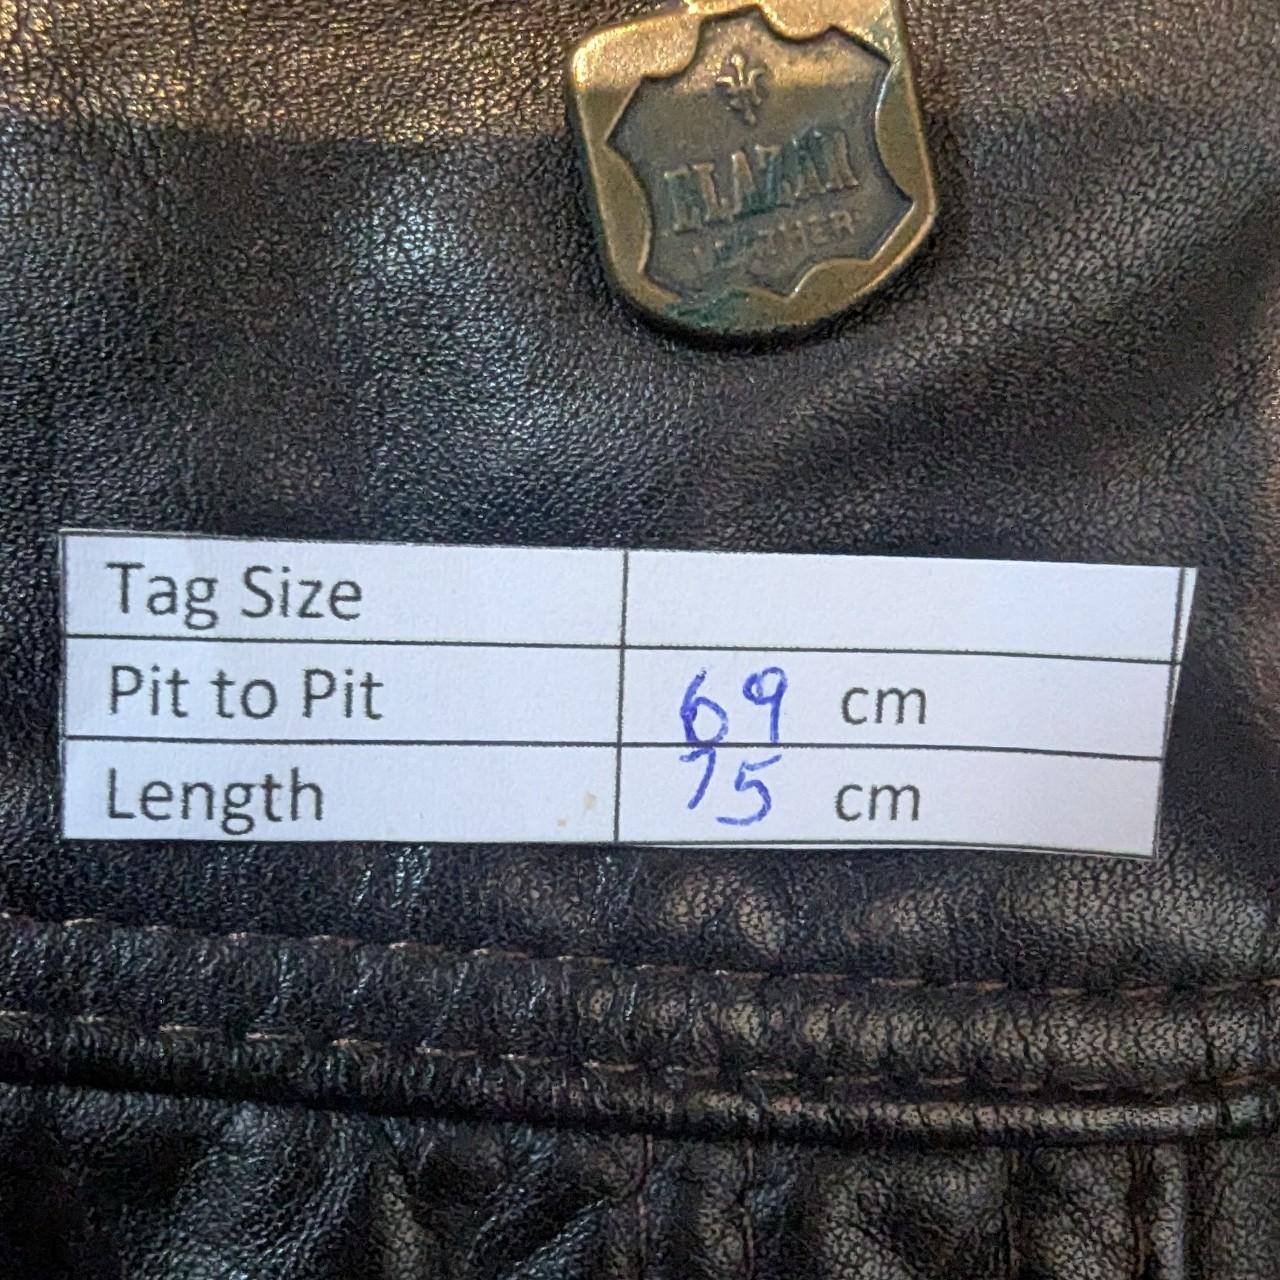 LEATHER
Tag Size
Pit to Pit 69 cm
Length 75 cm